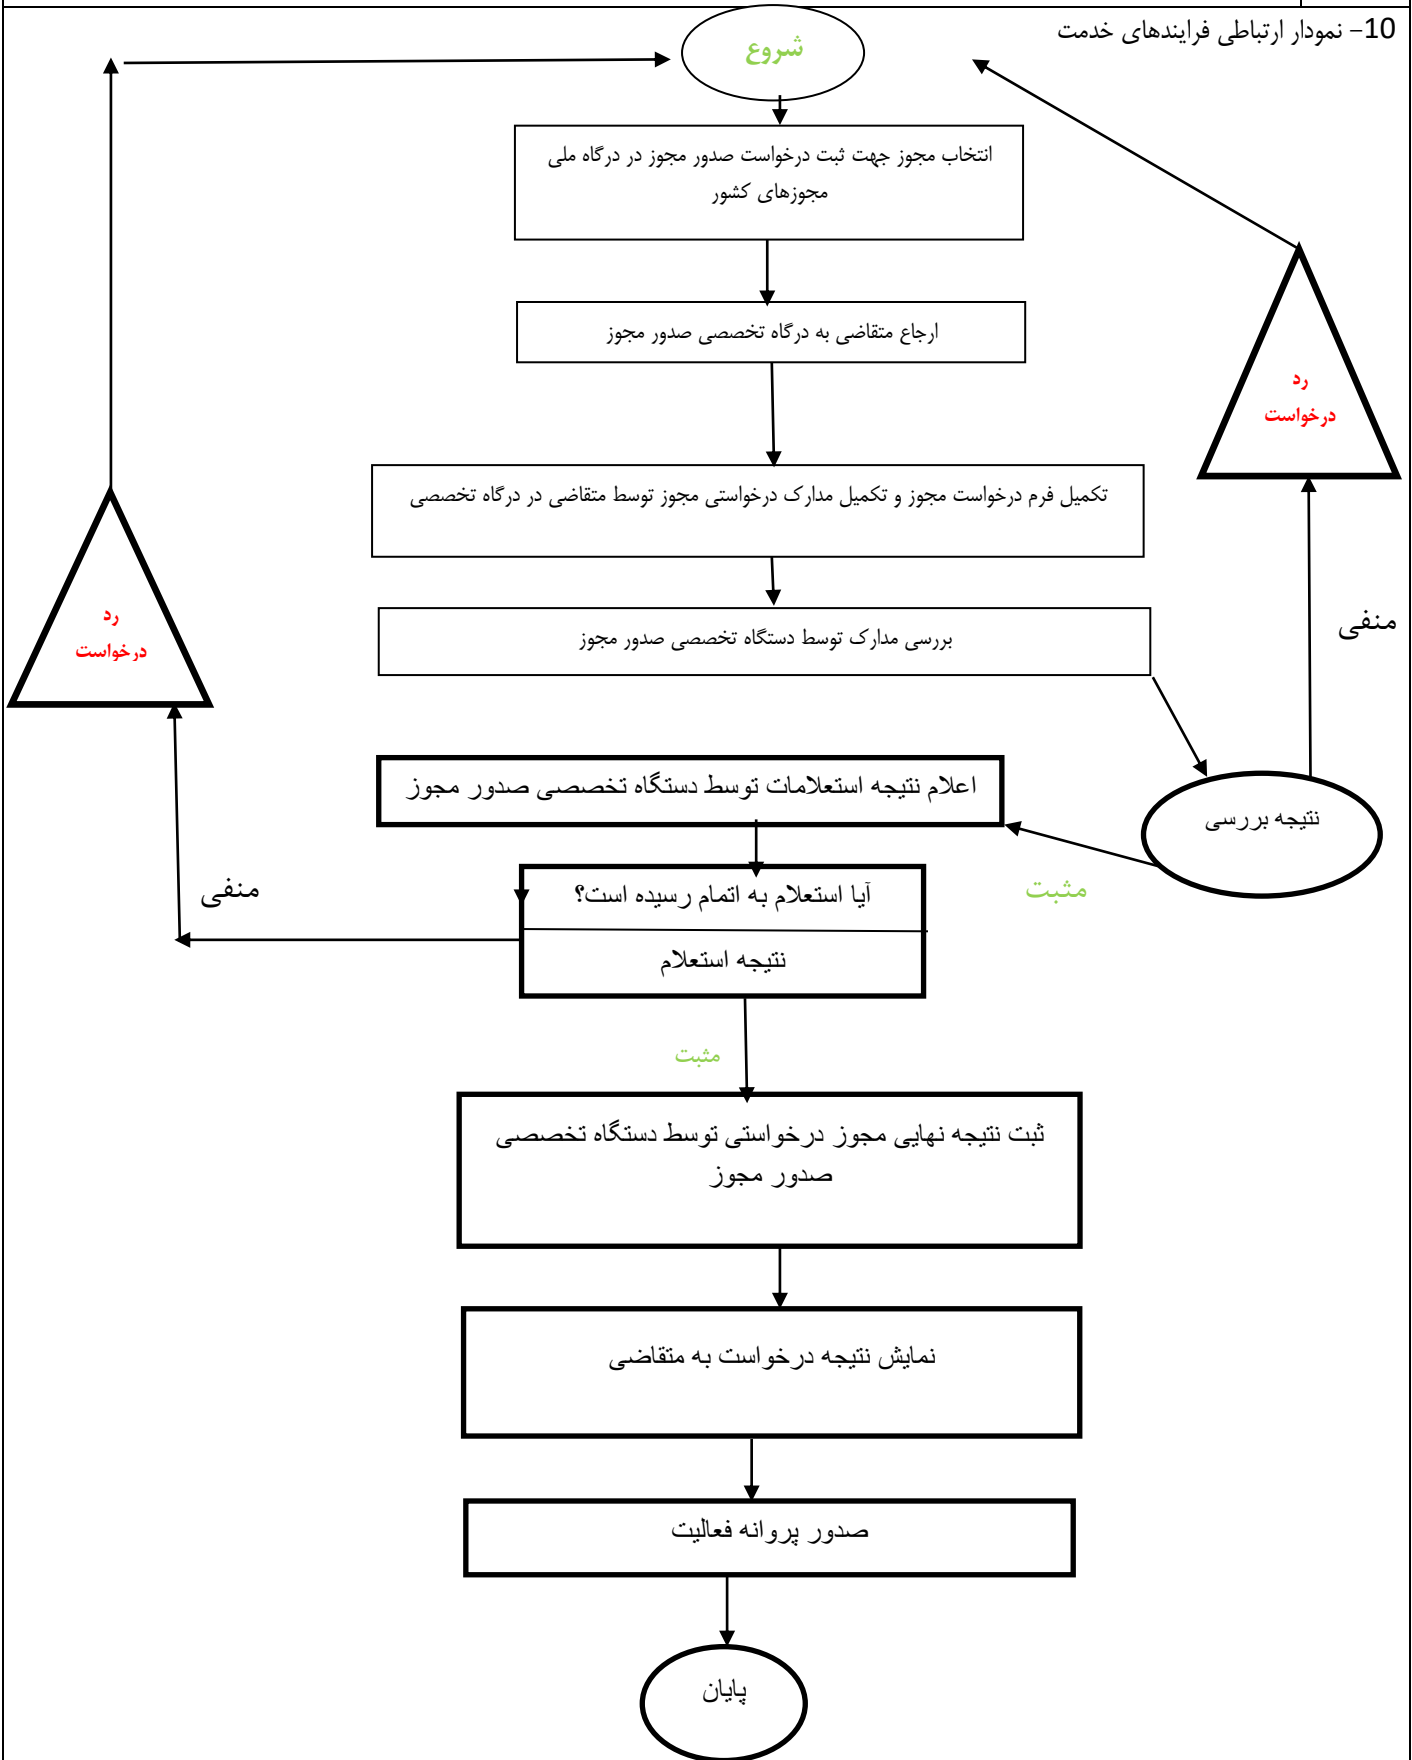 10- نمودار ارتباطی فرایندهای خدمت
شروع
انتخاب مجوز جهت ثبت درخواست صدور مجوز در درگاه ملی
مجوزهای کشور
ارجاع متقاضی به درگاه تخصصی صدور مجوز
رد
درخواست
تکمیل فرم درخواست مجوز و تکمیل مدارک درخواستی مجوز توسط متقاضی در درگاه تخصصی
منفی
رد
درخواست
بررسی مدارک توسط دستگاه تخصصی صدور مجوز
اعلام نتیجه استعلامات توسط دستگاه تخصصی صدور مجوز
نتیجه بررسی
مثبت
آیا استعلام به اتمام رسیده است؟
منفی
نتیجه استعلام
مثبت
ثبت نتیجه نهایی مجوز درخواستی توسط دستگاه تخصصی
صدور مجوز
نمایش نتیجه درخواست به متقاضی
صدور پروانه فعالیت
پایان